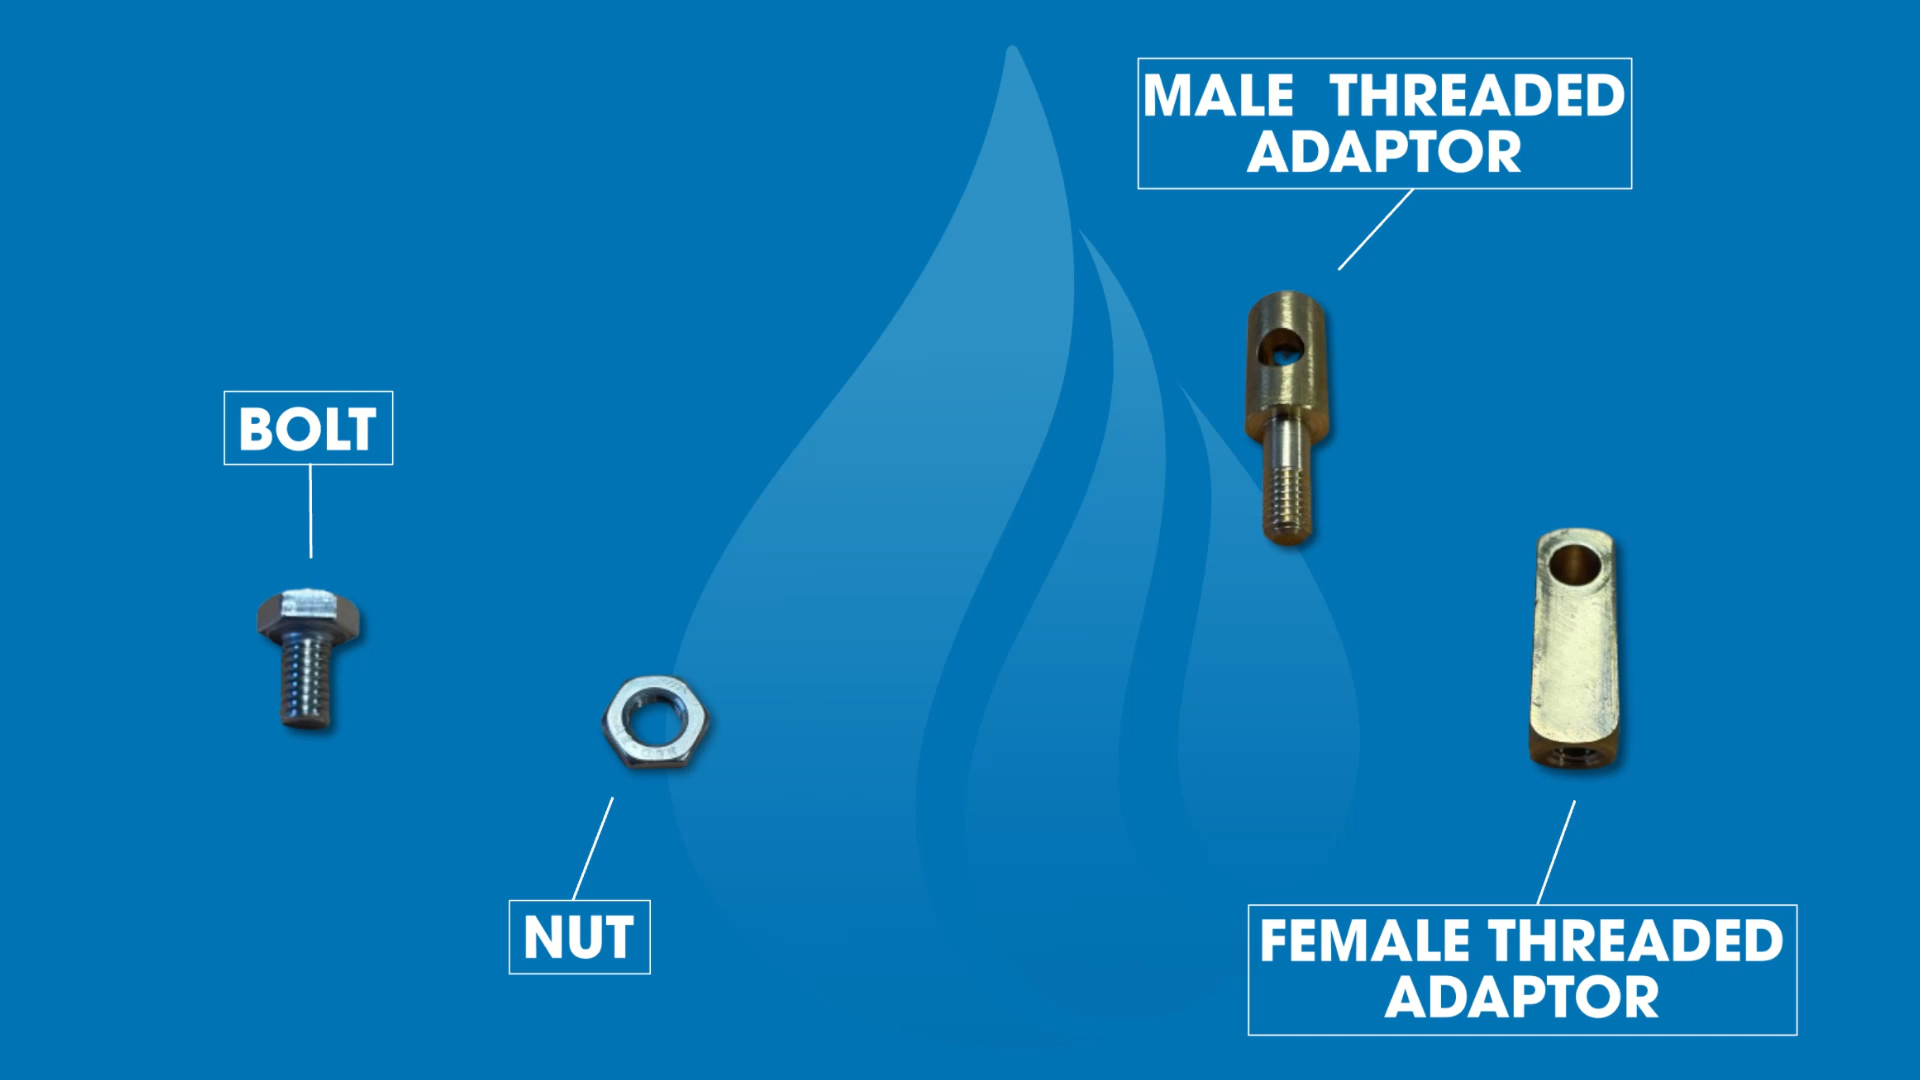 MALE THREADED
ADAPTOR
BOLT
NUT
FEMALE THREADED
ADAPTOR